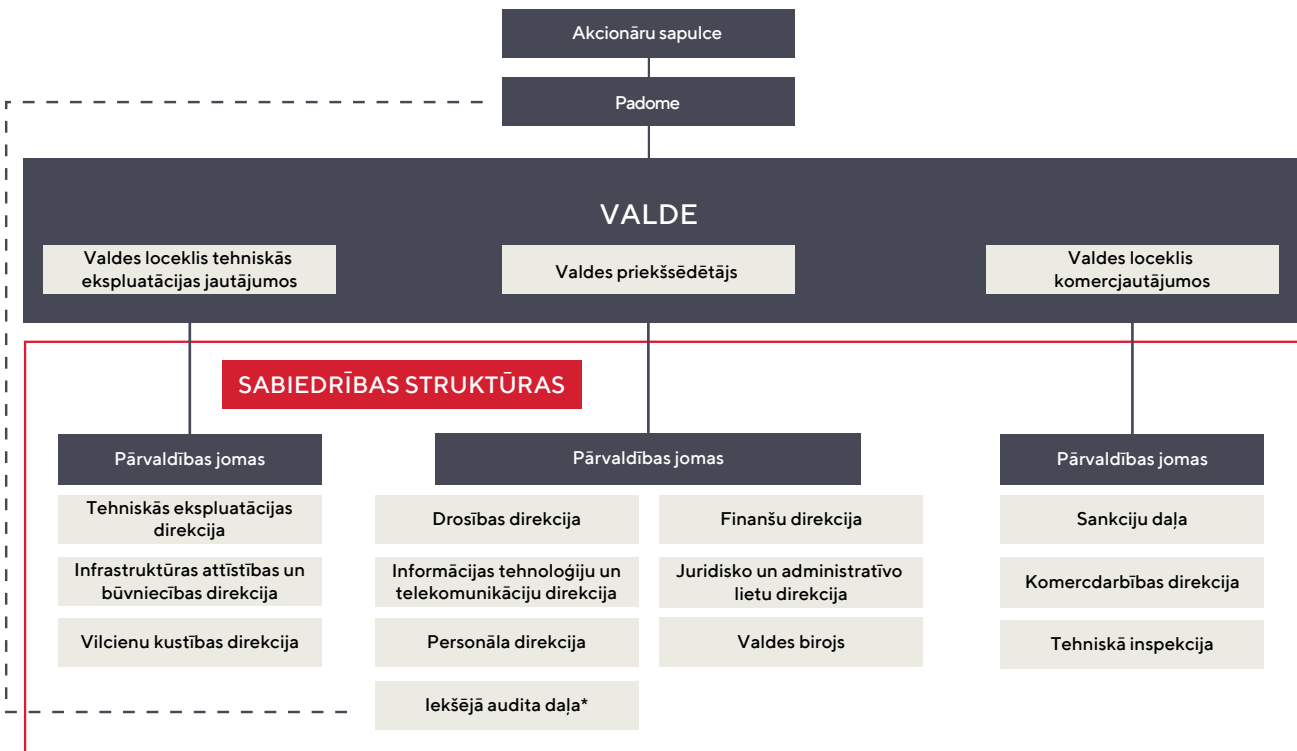 Akcionāru sapulce
Padome
VALDE
Valdes loceklis tehniskās
ekspluatācijas jautājumos
Valdes priekšsēdētājs
Valdes loceklis
komercjautājumos
SABIEDRĪBAS STRUKTŪRAS
Pārvaldības jomas
Tehniskās ekspluatācijas
direkcija
Infrastruktūras attīstības un
būvniecības direkcija
Vilcienu kustības direkcija
Pārvaldības jomas
Drosības direkcija
Finanšu direkcija
Informācijas tehnoloģiju un
telekomunikāciju direkcija
Juridisko un administratīvo
lietu direkcija
Personāla direkcija
Valdes birojs
Iekšējā audita daļa*
Pārvaldības jomas
Sankciju daļa
Komercdarbības direkcija
Tehniskā inspekcija